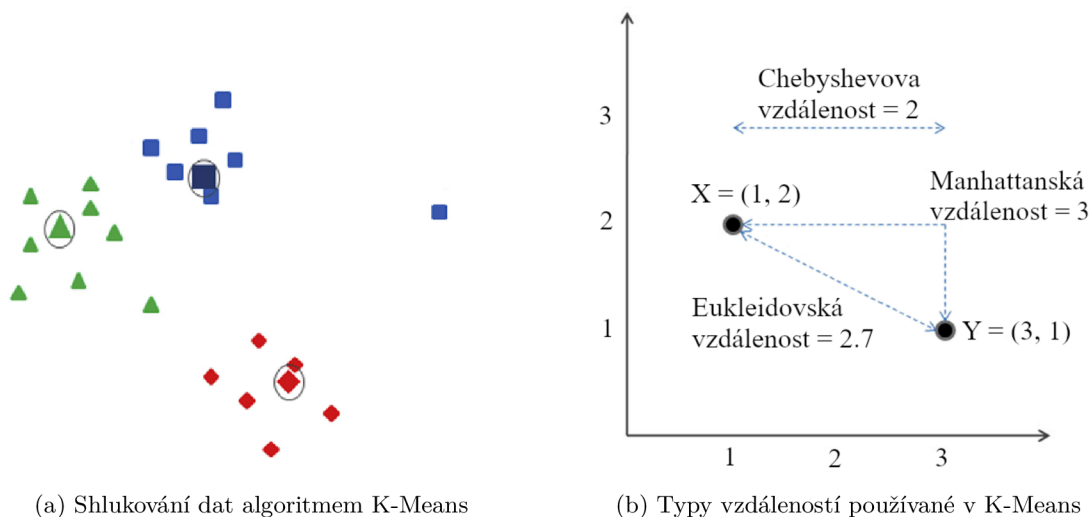 Chebyshevova
vzdálenost = 2
3
Manhattanská
vzdálenost = 3
X = (1, 2)
2
Eukleidovská
vzdálenost = 2.7
Y = (3, 1)
1
1
2
3
(a) Shlukování dat algoritmem K-Means
(b) Typy vzdáleností používané v K-Means